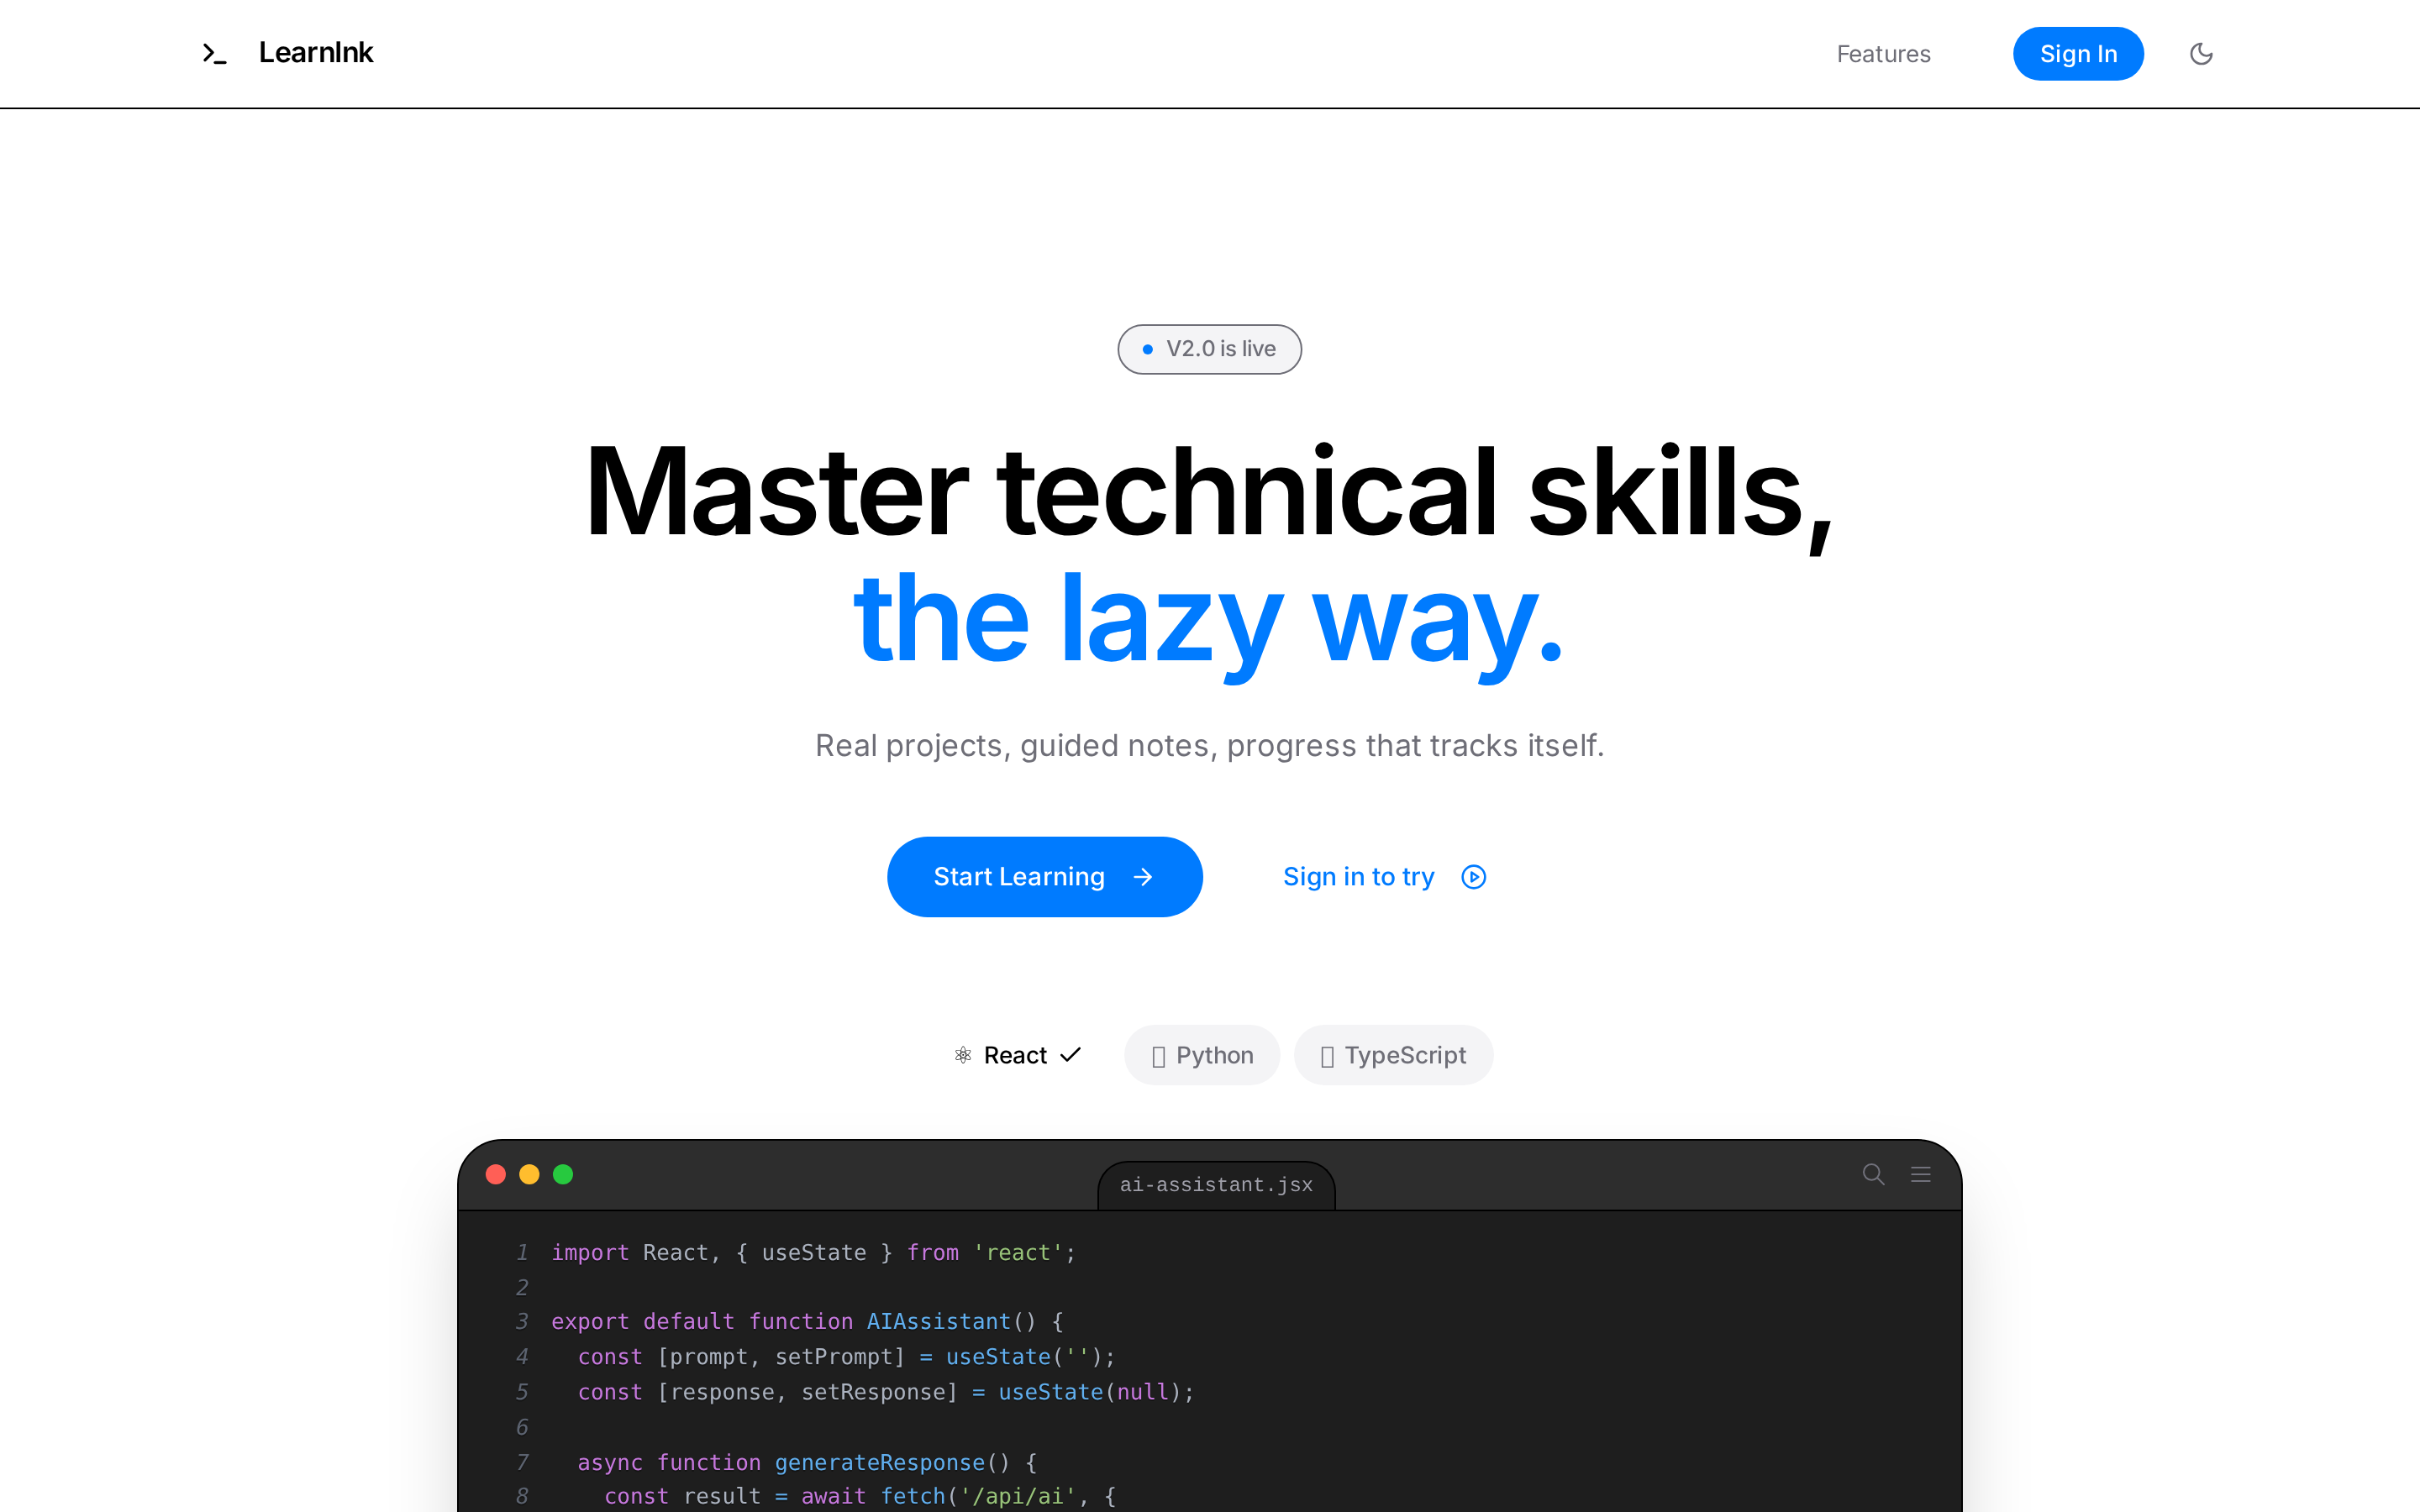 LearnInk
Features
Sign In
V2.0 is live
Master technical skills,
the lazy way.
Real projects, guided notes, progress that tracks itself.
Start Learning
Sign in to try
⚛ React
Python
TypeScript
ai-assistant.jsx
1 import React, { useState } from 'react';
2
3 export default function AIAssistant() {
4   const [prompt, setPrompt] = useState('');
5   const [response, setResponse] = useState(null);
6
7   async function generateResponse() {
8     const result = await fetch('/api/ai', {